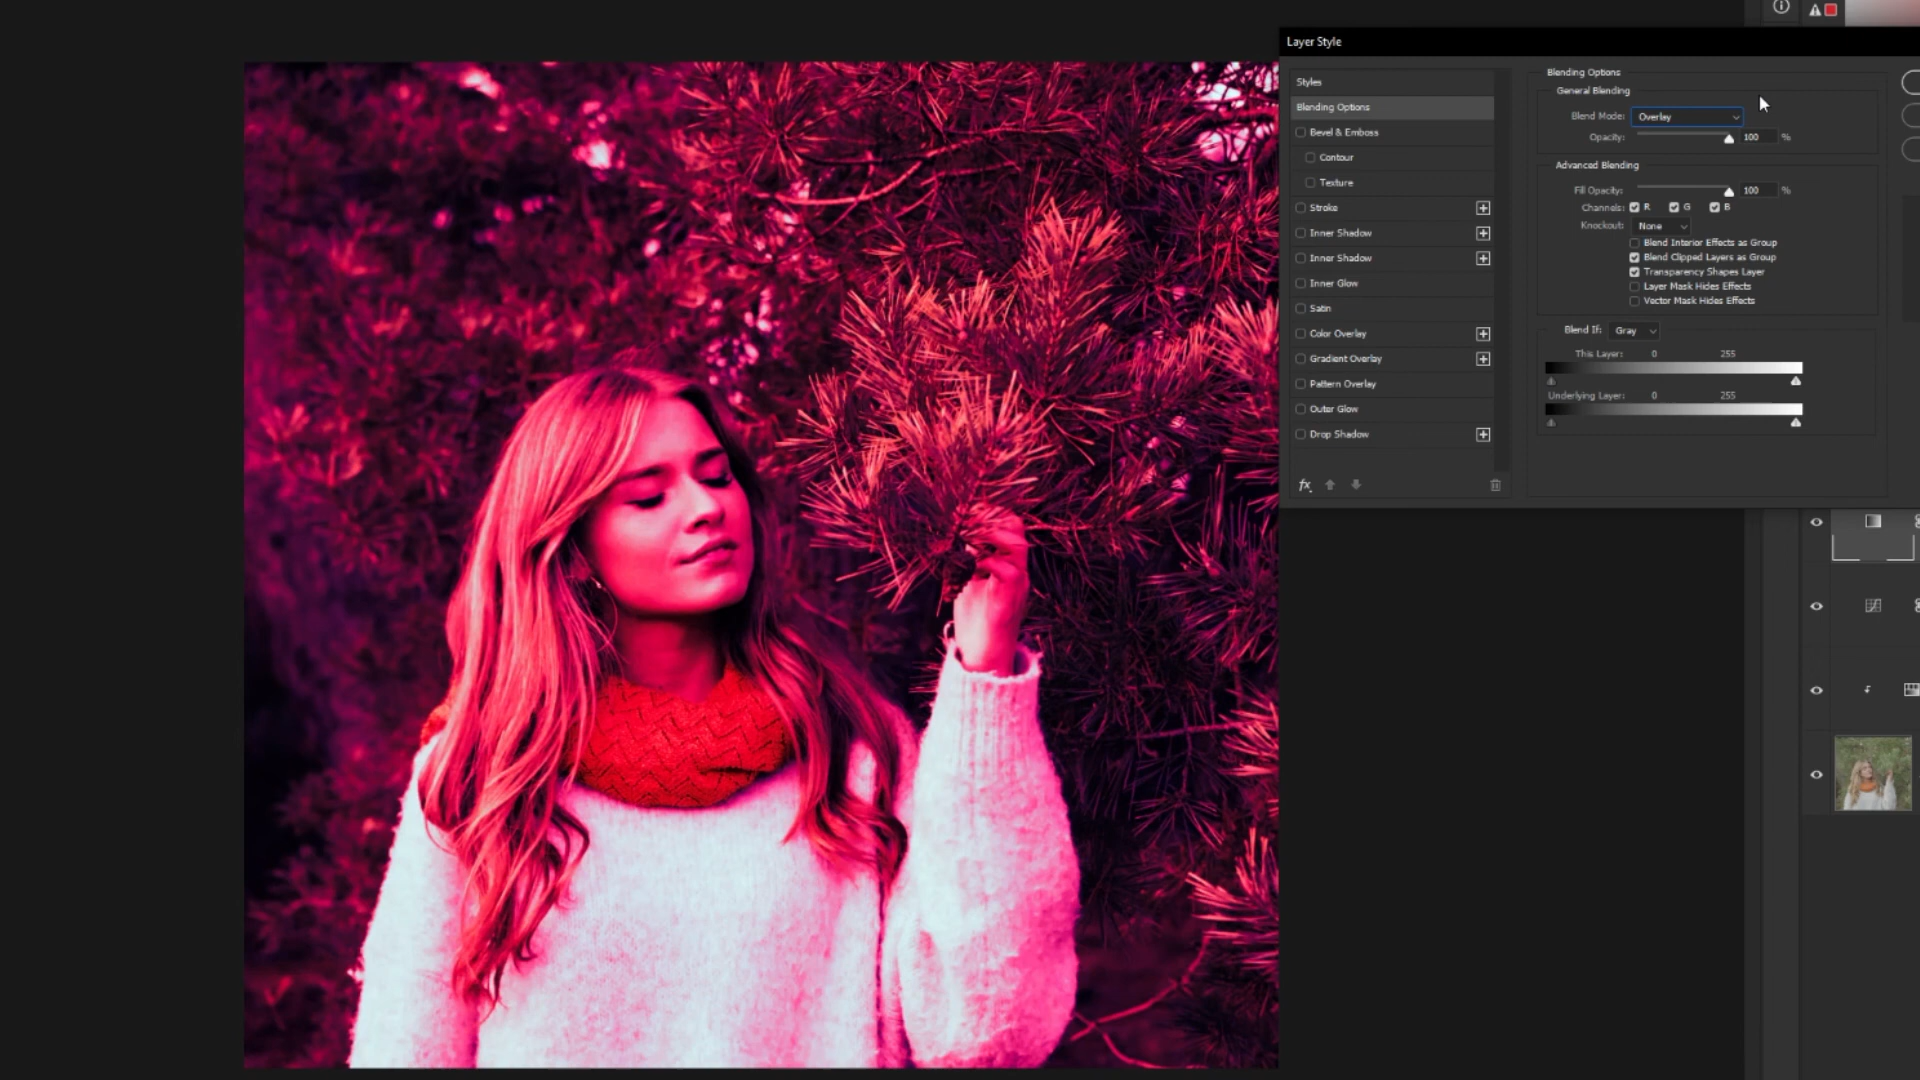 Layer Style
Styles
Blending Options
Bevel & Emboss
Contour
Texture
Stroke
Inner Shadow
Inner Shadow
Inner Glow
Satin
Color Overlay
Gradient Overlay
Pattern Overlay
Outer Glow
Drop Shadow
fx
Blending Options
General Blending
Blend Mode: Overlay
Opacity: 100 %
Advanced Blending
Fill Opacity: 100 %
Channels: R G B
Knockout: None
Blend Interior Effects as Group
Blend Clipped Layers as Group
Transparency Shapes Layer
Layer Mask Hides Effects
Vector Mask Hides Effects
Blend If: Gray
This Layer: 0 255
Underlying Layer: 0 255